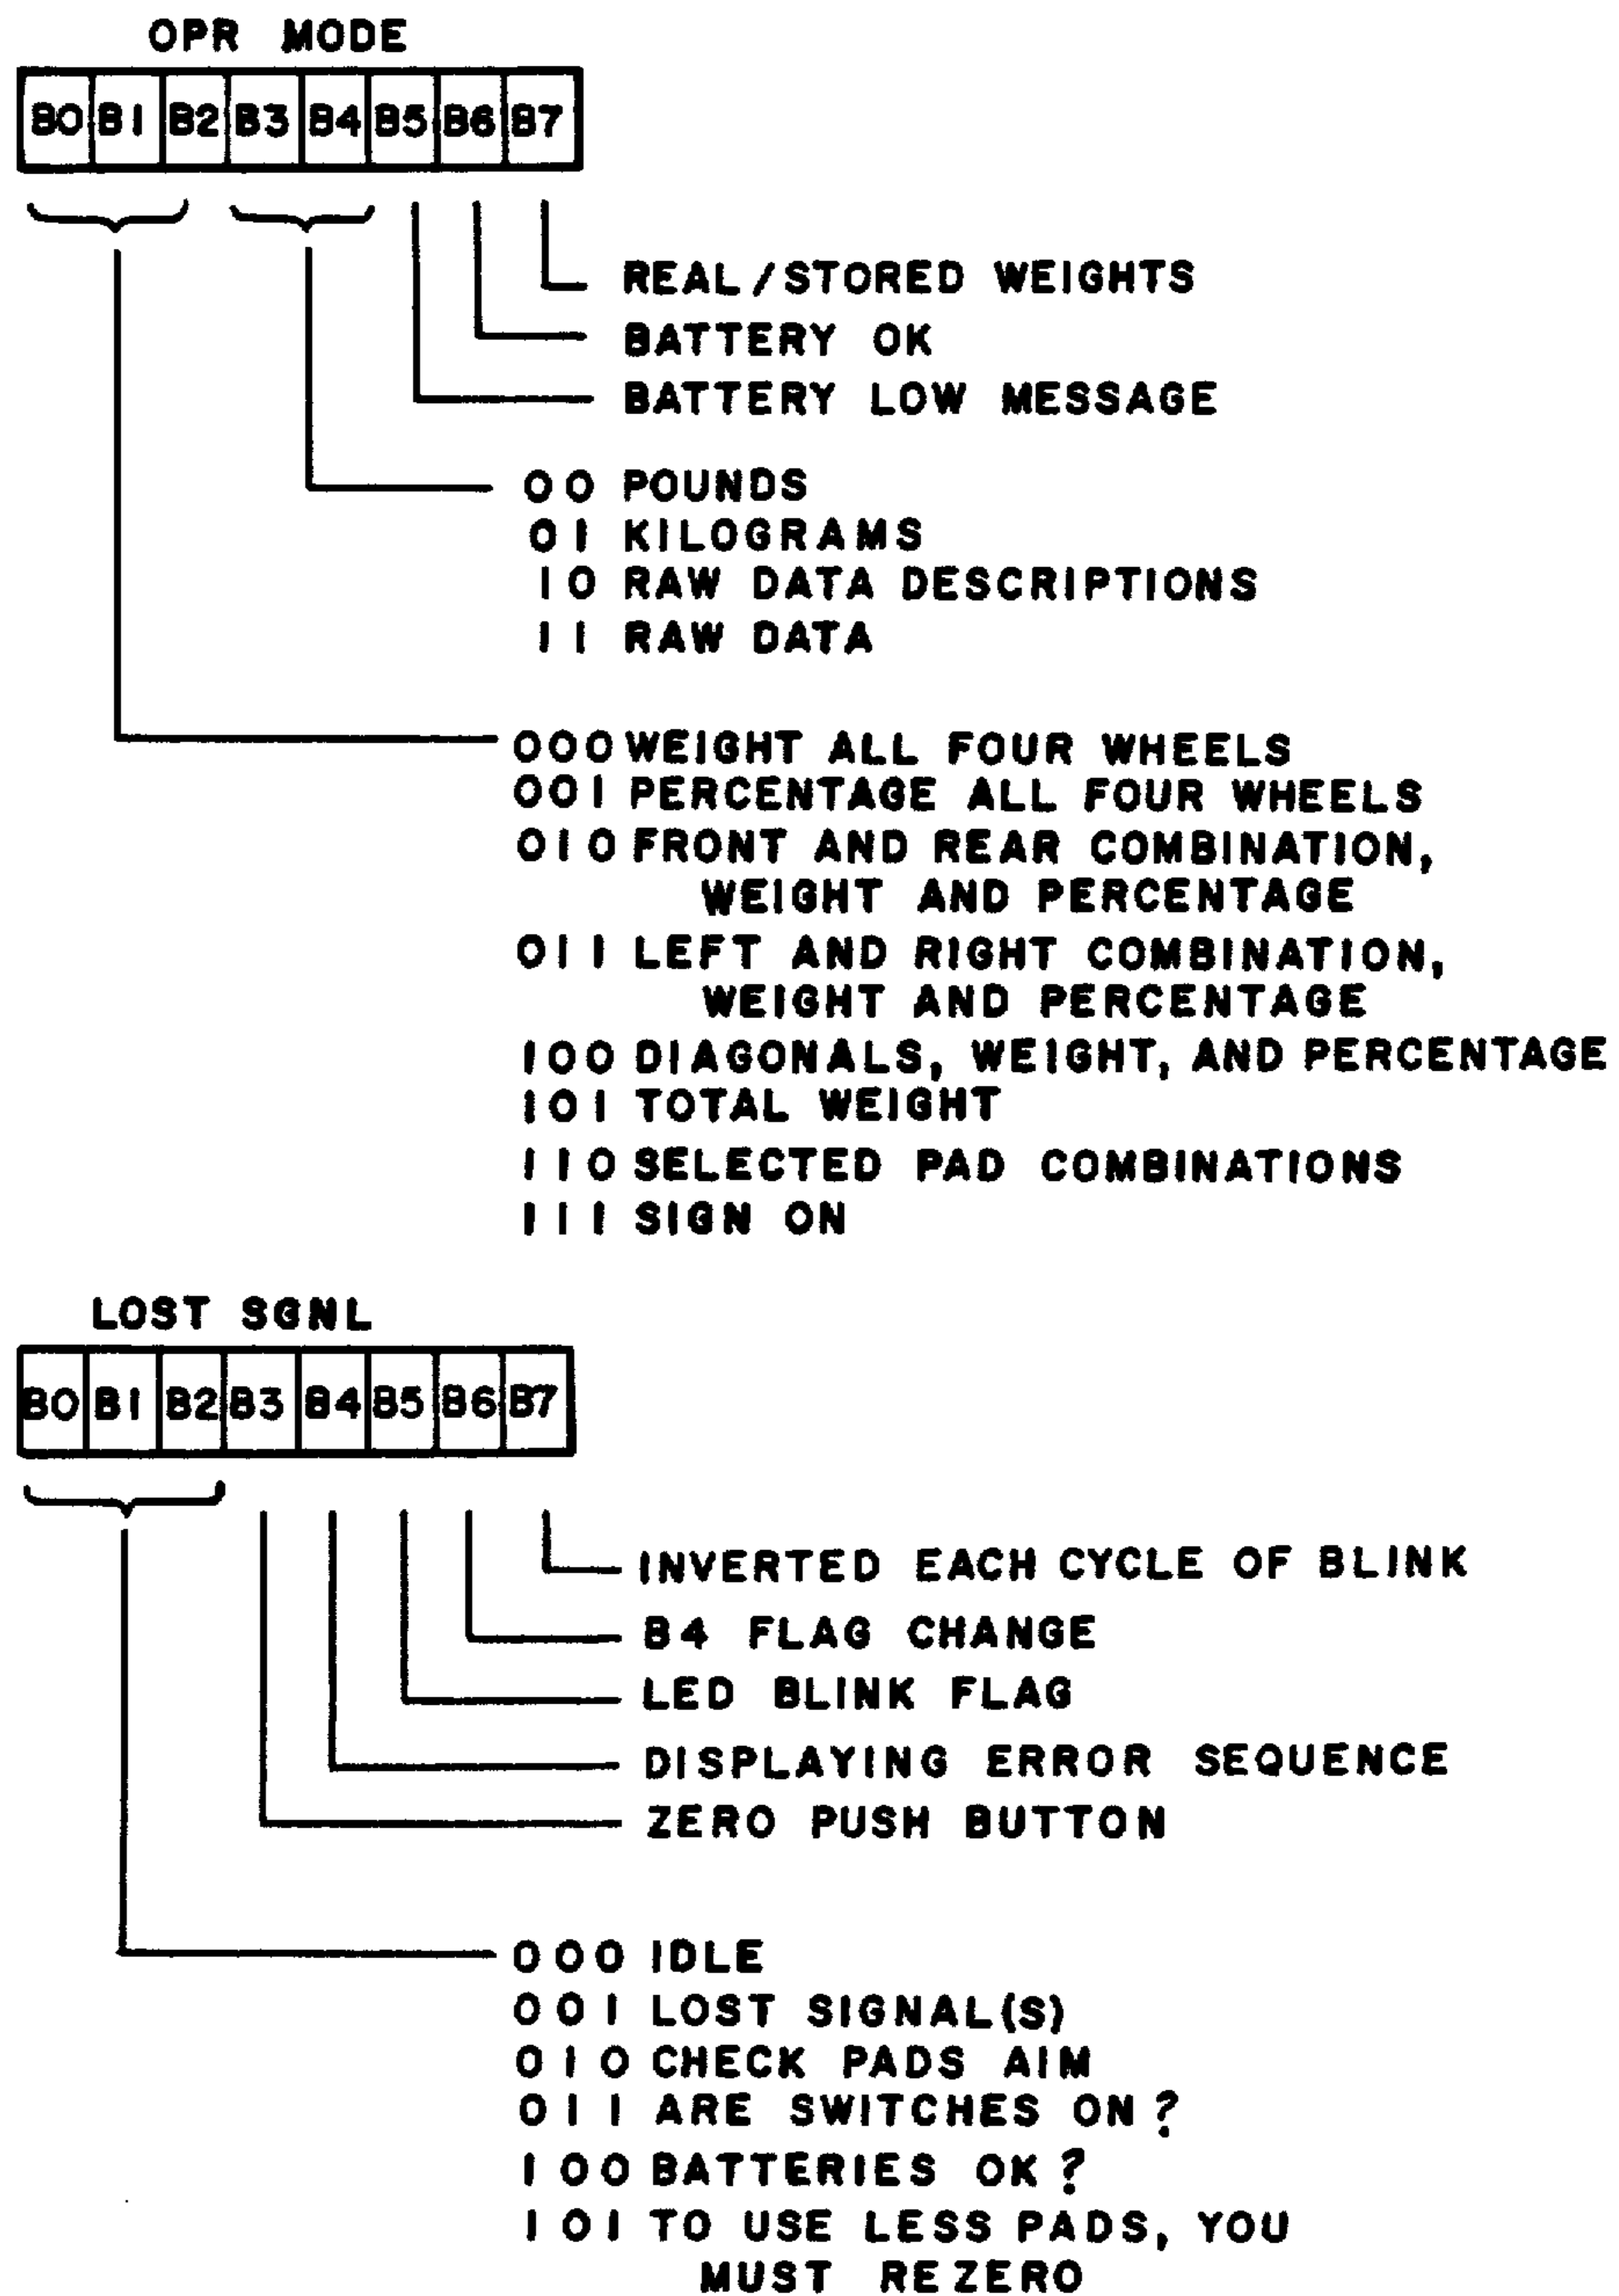 OPR MODE
B0 B1 B2 B3 B4 B5 B6 B7
REAL/STORED WEIGHTS
BATTERY OK
BATTERY LOW MESSAGE
00 POUNDS
01 KILOGRAMS
10 RAW DATA DESCRIPTIONS
11 RAW DATA
000 WEIGHT ALL FOUR WHEELS
001 PERCENTAGE ALL FOUR WHEELS
010 FRONT AND REAR COMBINATION,
WEIGHT AND PERCENTAGE
011 LEFT AND RIGHT COMBINATION,
WEIGHT AND PERCENTAGE
100 DIAGONALS, WEIGHT, AND PERCENTAGE
101 TOTAL WEIGHT
110 SELECTED PAD COMBINATIONS
111 SIGN ON
LOST SGNL
B0 B1 B2 B3 B4 B5 B6 B7
INVERTED EACH CYCLE OF BLINK
B4 FLAG CHANGE
LED BLINK FLAG
DISPLAYING ERROR SEQUENCE
ZERO PUSH BUTTON
000 IDLE
001 LOST SIGNAL(S)
010 CHECK PADS AIM
011 ARE SWITCHES ON?
100 BATTERIES OK?
101 TO USE LESS PADS, YOU
MUST REZERO